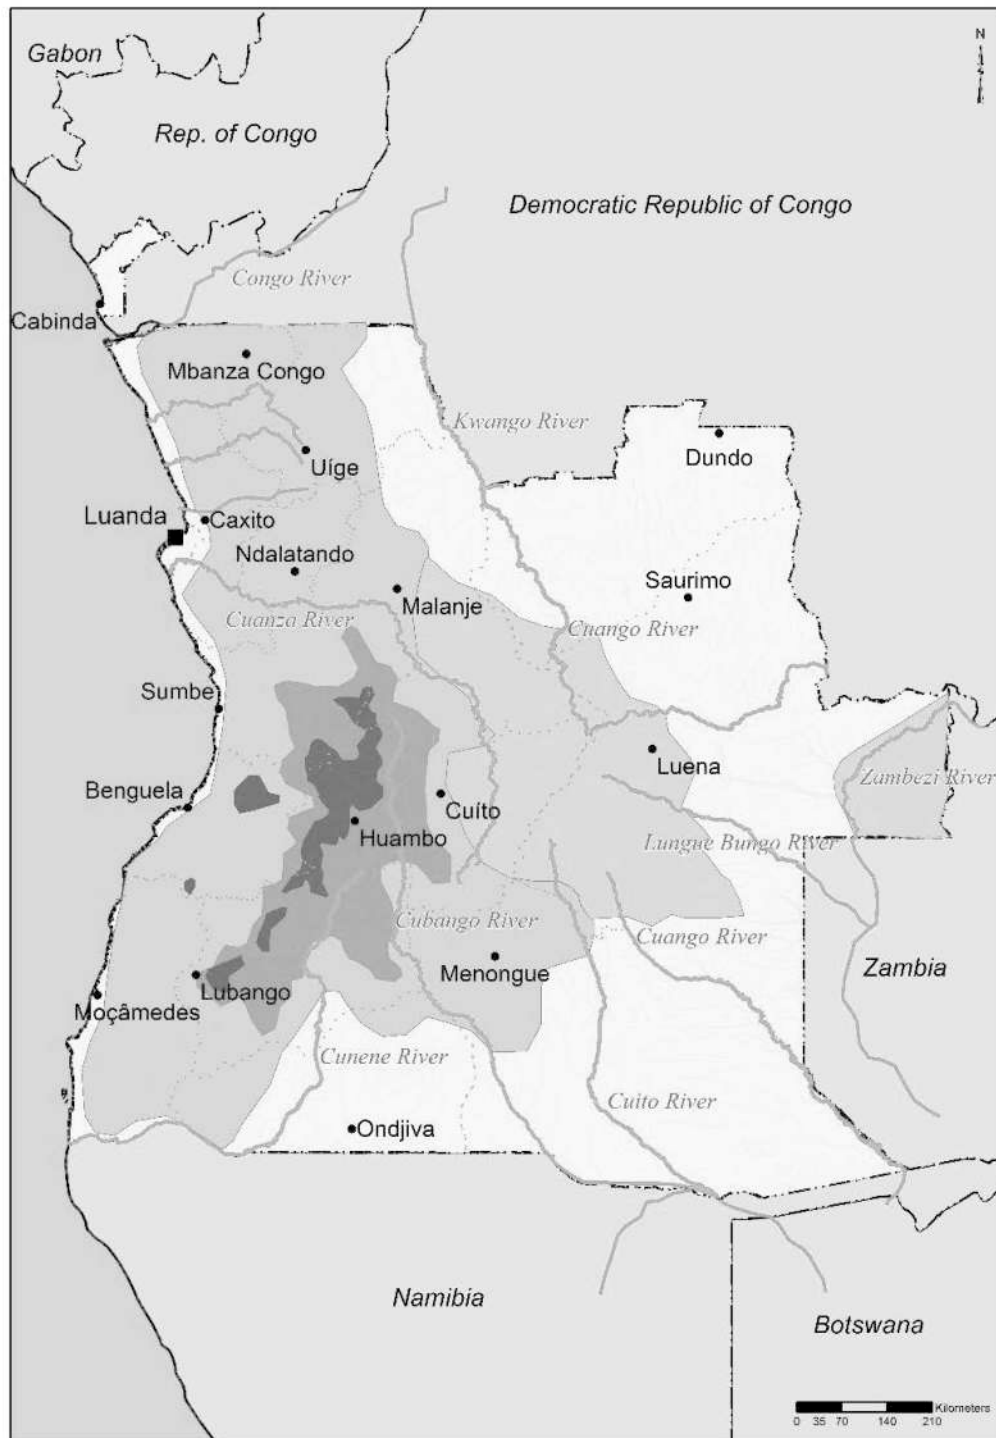 N
Gabon
Rep. of Congo
Democratic Republic of Congo
Congo River
Cabinda
Mbanza Congo
Kwango River
Dundo
Uíge
Luanda
Caxito
Ndalatando
Saurimo
Malanje
Cuanza River
Cuango River
Sumbe
Luena
Zambezi River
Benguela
Cuíto
Huambo
Lungue Bungo River
Cubango River
Cuango River
Menongue
Zambia
Lubango
Moçâmedes
Cunene River
Cuito River
Ondjiva
Namibia
Botswana
Kilometers
0 35 70 140 210